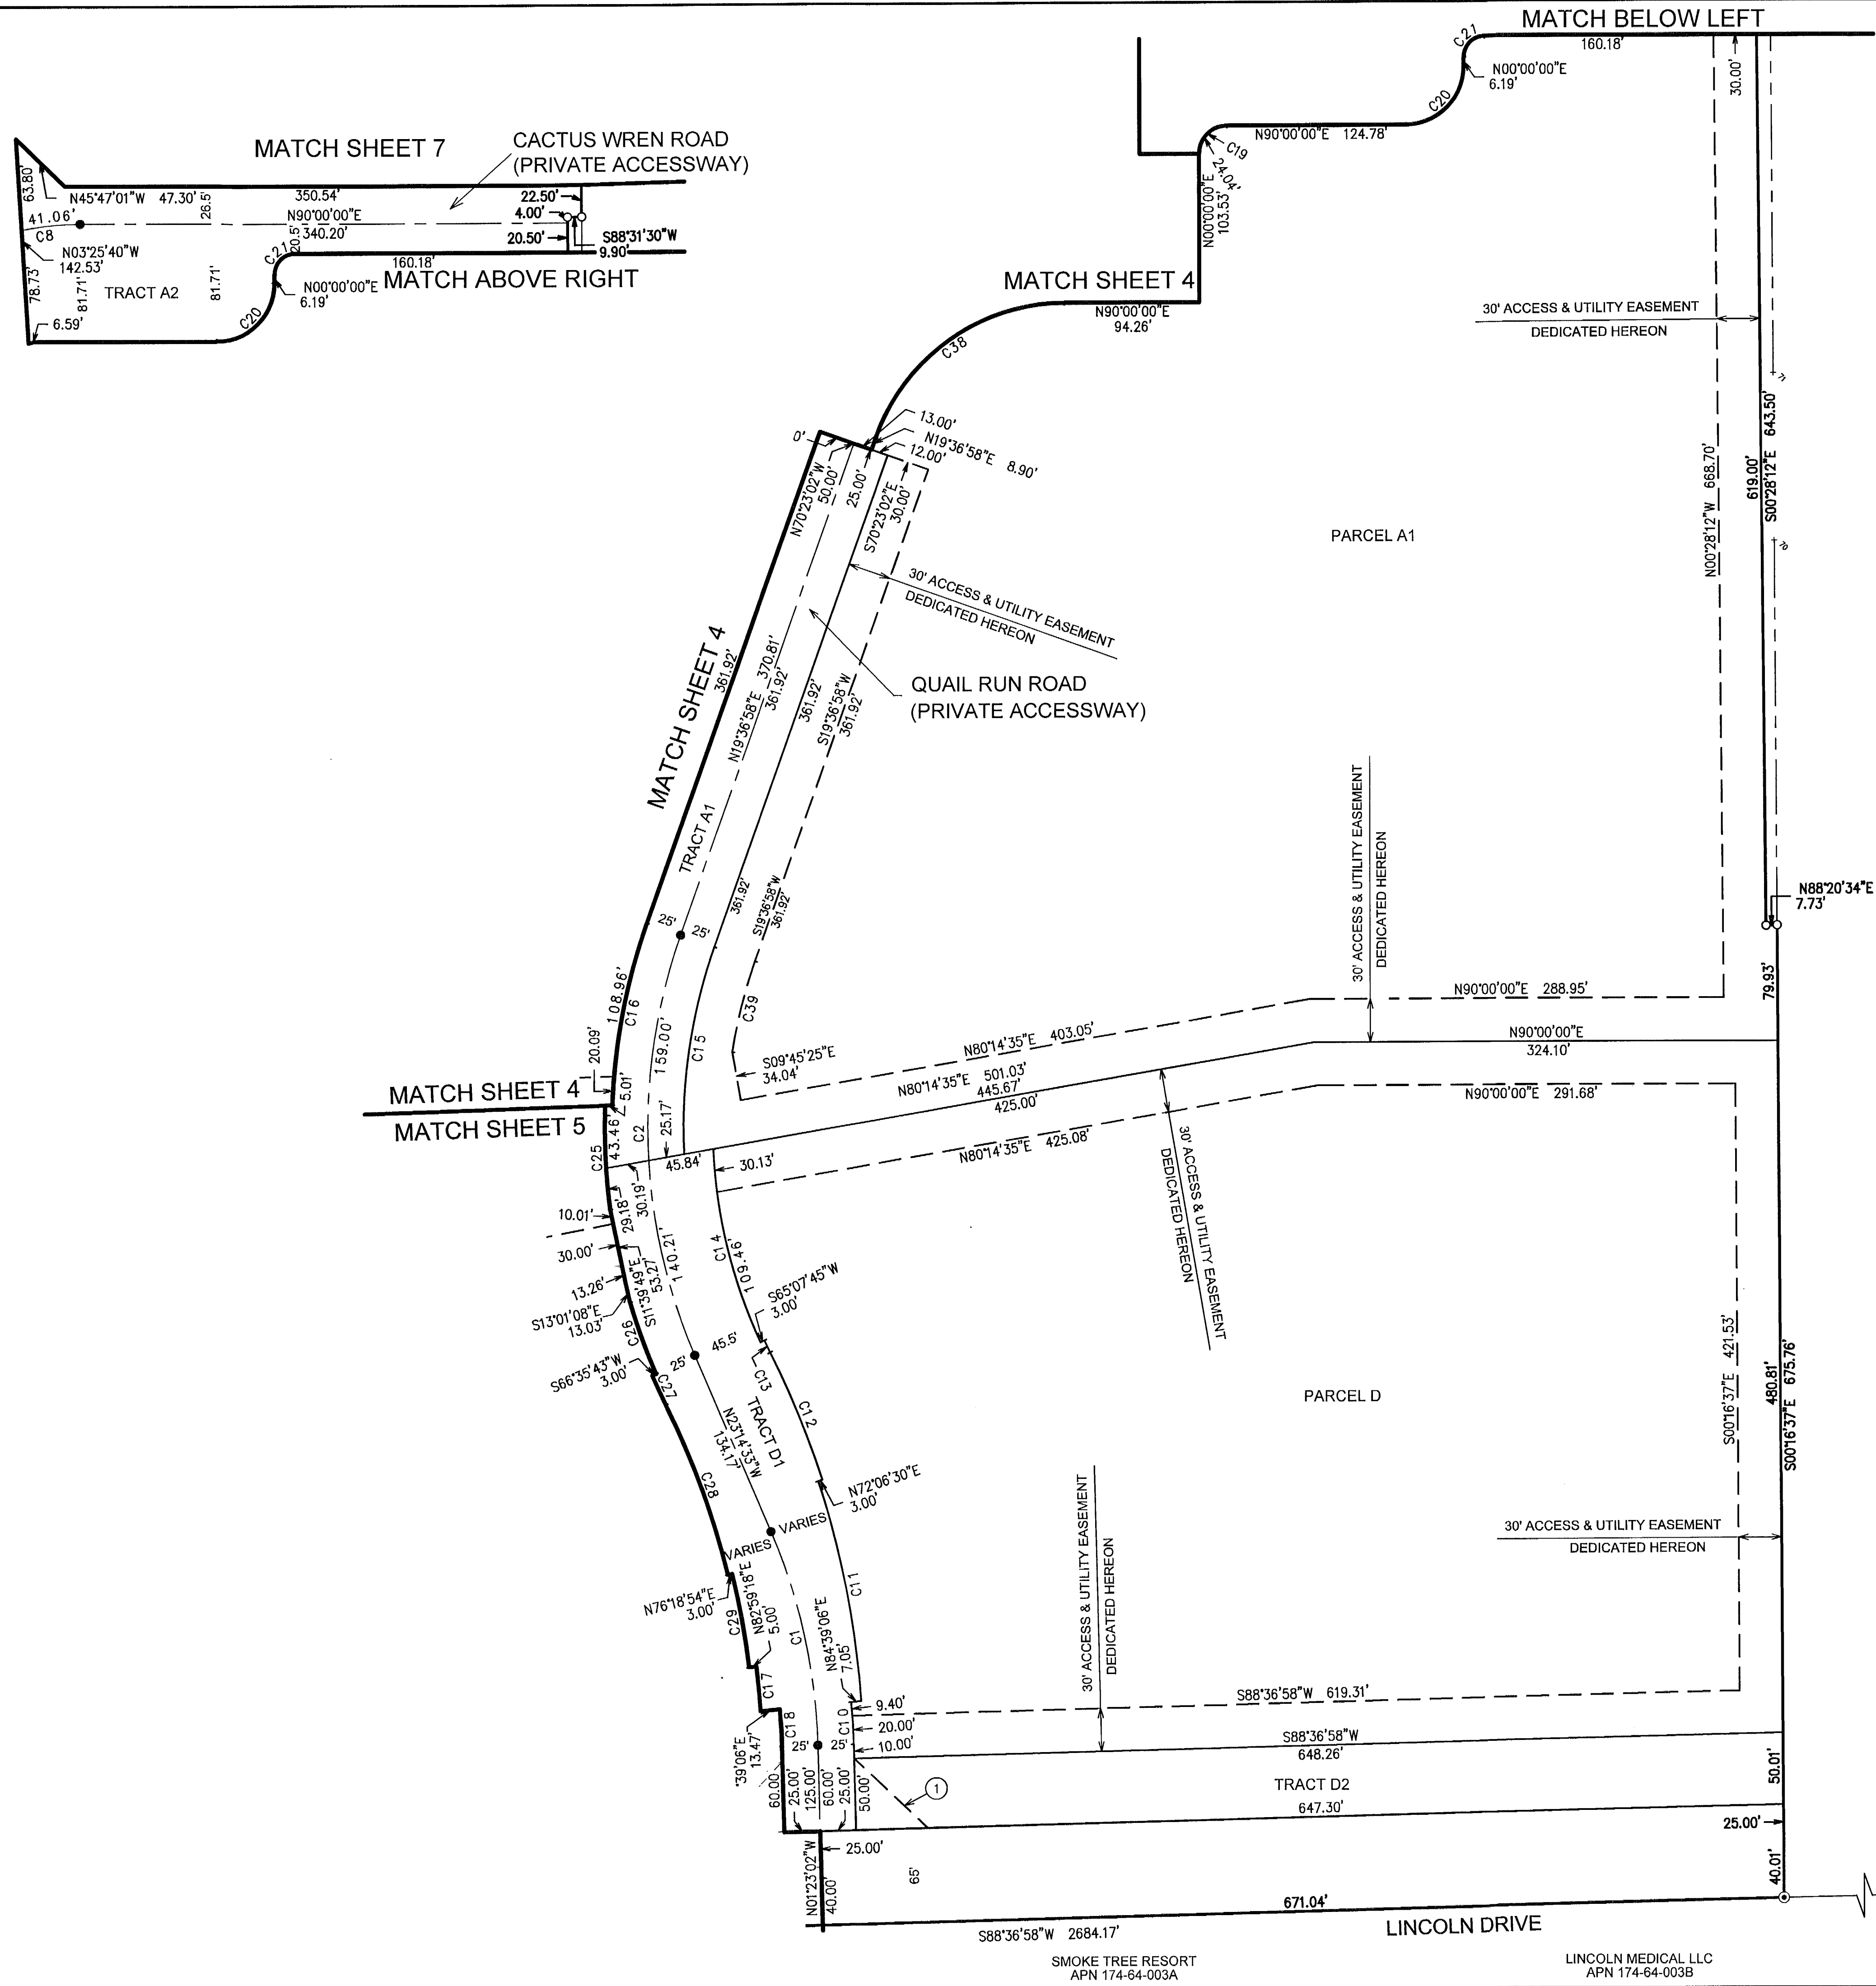 MATCH BELOW LEFT
C21
160.18'
N00°00'00"E
6.19'
30.00'
C20
N90°00'00"E 124.78'
C19
24.04'
N00°00'00"E
103.53'
MATCH SHEET 4
N90°00'00"E
94.26'
C38
MATCH SHEET 7
CACTUS WREN ROAD
(PRIVATE ACCESSWAY)
63.80'
N45°47'01"W 47.30'
26.5'
350.54'
N90°00'00"E
340.20'
22.50'
4.00'
20.50'
S88°31'30"W
9.90'
41.06'
C8
N03°25'40"W
142.53'
78.73'
81.71'
TRACT A2
81.71'
20.5'
C21
160.18'
MATCH ABOVE RIGHT
N00°00'00"E
6.19'
C20
6.59'
30' ACCESS & UTILITY EASEMENT
DEDICATED HEREON
71
70
N00°28'12"W 668.70'
619.00'
S00°28'12"E 643.50'
N88°20'34"E
7.73'
79.93'
0'
13.00'
N19°36'58"E 8.90'
12.00'
N70°23'02"W
50.00'
25.00'
S70°23'02"E
30.00'
PARCEL A1
30' ACCESS & UTILITY EASEMENT
DEDICATED HEREON
QUAIL RUN ROAD
(PRIVATE ACCESSWAY)
MATCH SHEET 4
361.92'
N19°36'58"E 370.81'
361.92'
361.92'
S19°36'58"W
361.92'
TRACT A1
361.92'
S19°36'58"W
361.92'
25'
25'
108.96'
C16
159.00'
C15
C39
20.09'
5.01'
S09°45'25"E
34.04'
30' ACCESS & UTILITY EASEMENT
DEDICATED HEREON
N90°00'00"E 288.95'
N80°14'35"E 403.05'
N90°00'00"E
324.10'
N80°14'35"E 501.03'
445.67'
425.00'
N90°00'00"E 291.68'
N80°14'35"E 425.08'
MATCH SHEET 4
MATCH SHEET 5
C25
43.46'
C2
25.17'
45.84'
30.13'
30' ACCESS & UTILITY EASEMENT
DEDICATED HEREON
10.01'
29.18'
30.19'
30.00'
13.26'
S13°01'08"E
13.03'
S11°39'49"E
53.27'
140.21'
C14
109.46'
S65°07'45"W
3.00'
C26
S66°35'43"W
3.00'
C27
25'
45.5'
C13
C12
N23°14'33"W
134.17'
TRACT D1
C28
N72°06'30"E
3.00'
VARIES
VARIES
PARCEL D
S00°16'37"E 421.53'
480.81'
S00°16'37"E 675.76'
30' ACCESS & UTILITY EASEMENT
DEDICATED HEREON
30' ACCESS & UTILITY EASEMENT
DEDICATED HEREON
N76°18'54"E
3.00'
C29
N82°59'18"E
5.00'
C1
C11
N84°39'06"E
7.05'
C17
°39'06"E
13.47'
C18
C10
9.40'
20.00'
10.00'
25'
25'
S88°36'58"W 619.31'
S88°36'58"W
648.26'
TRACT D2
647.30'
50.01'
25.00'
40.01'
60.00'
25.00'
125.00'
60.00'
25.00'
50.00'
1
25.00'
N01°23'02"W
40.00'
65'
671.04'
S88°36'58"W 2684.17'
LINCOLN DRIVE
SMOKE TREE RESORT
APN 174-64-003A
LINCOLN MEDICAL LLC
APN 174-64-003B